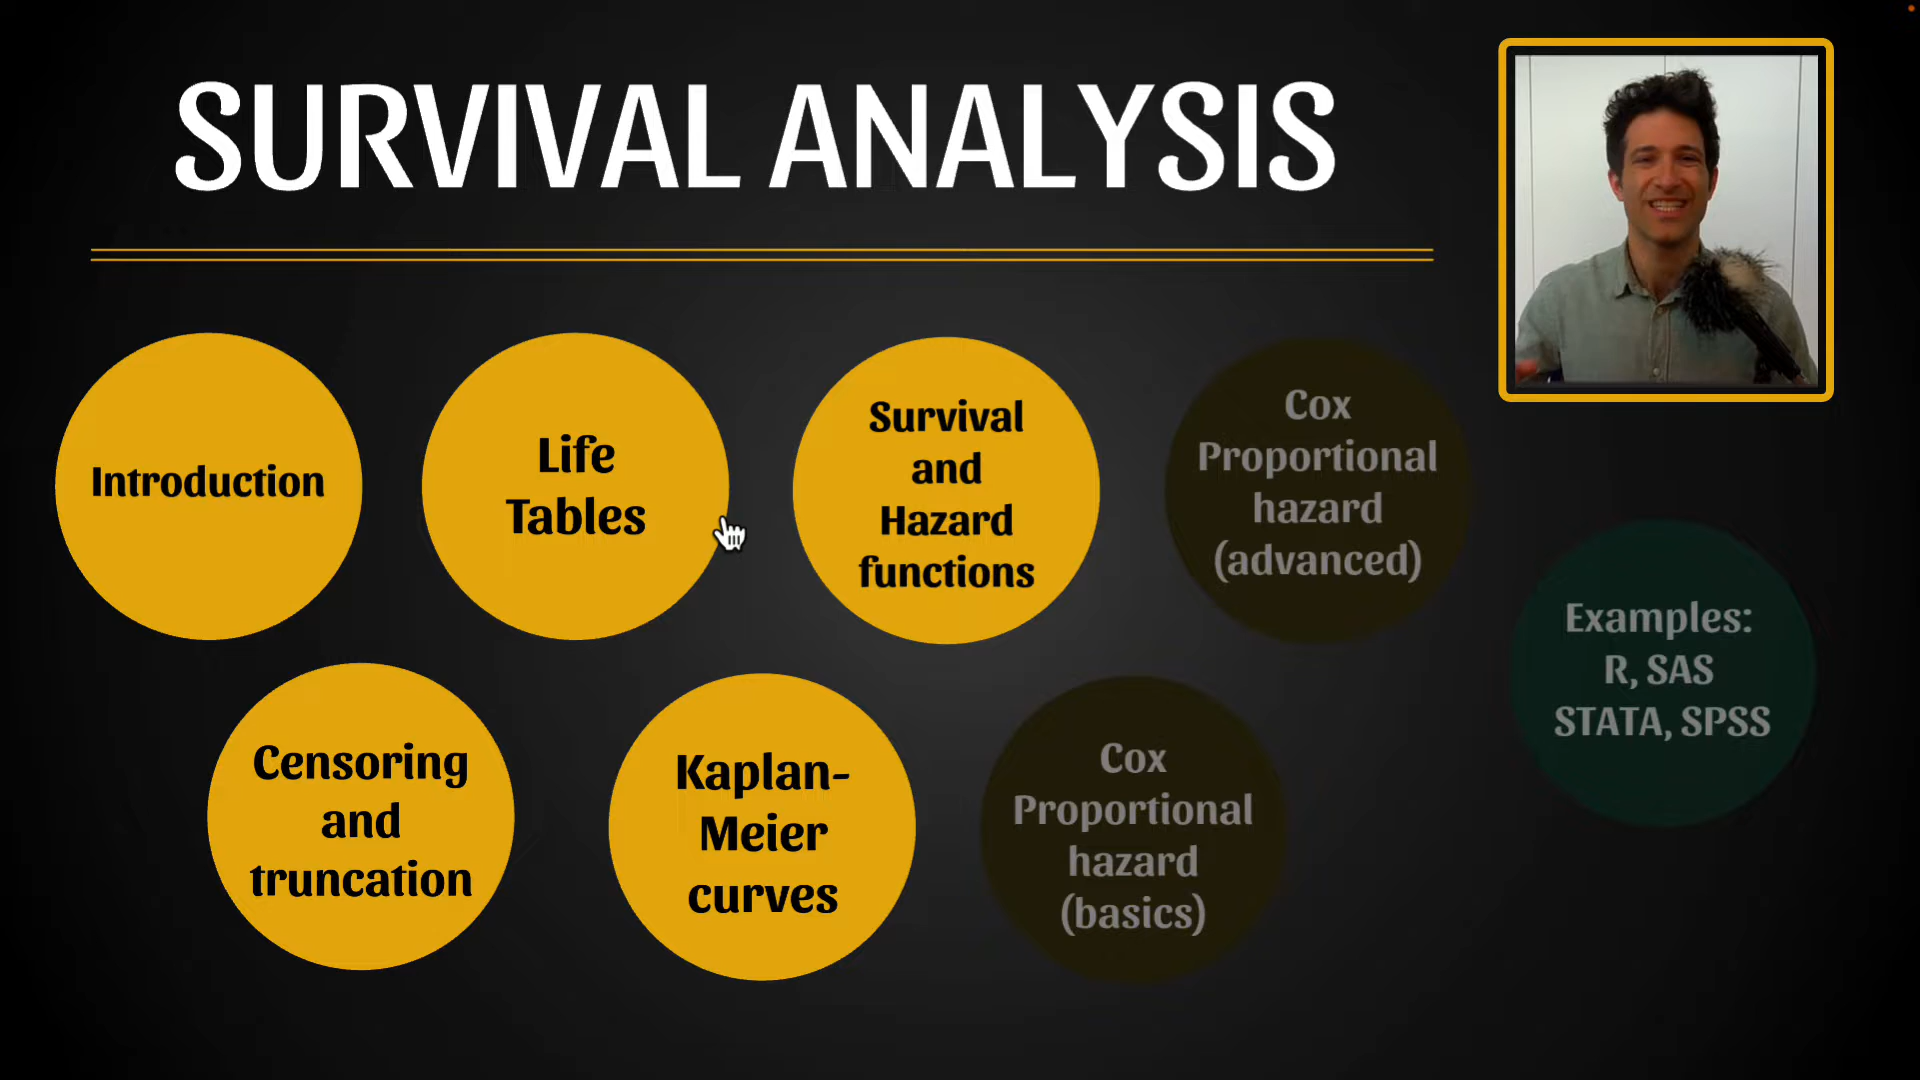 SURVIVAL ANALYSIS
Introduction
Life
Tables
Survival
and
Hazard
functions
Cox
Proportional
hazard
(advanced)
Censoring
and
truncation
Kaplan-
Meier
curves
Cox
Proportional
hazard
(basics)
Examples:
R, SAS
STATA, SPSS